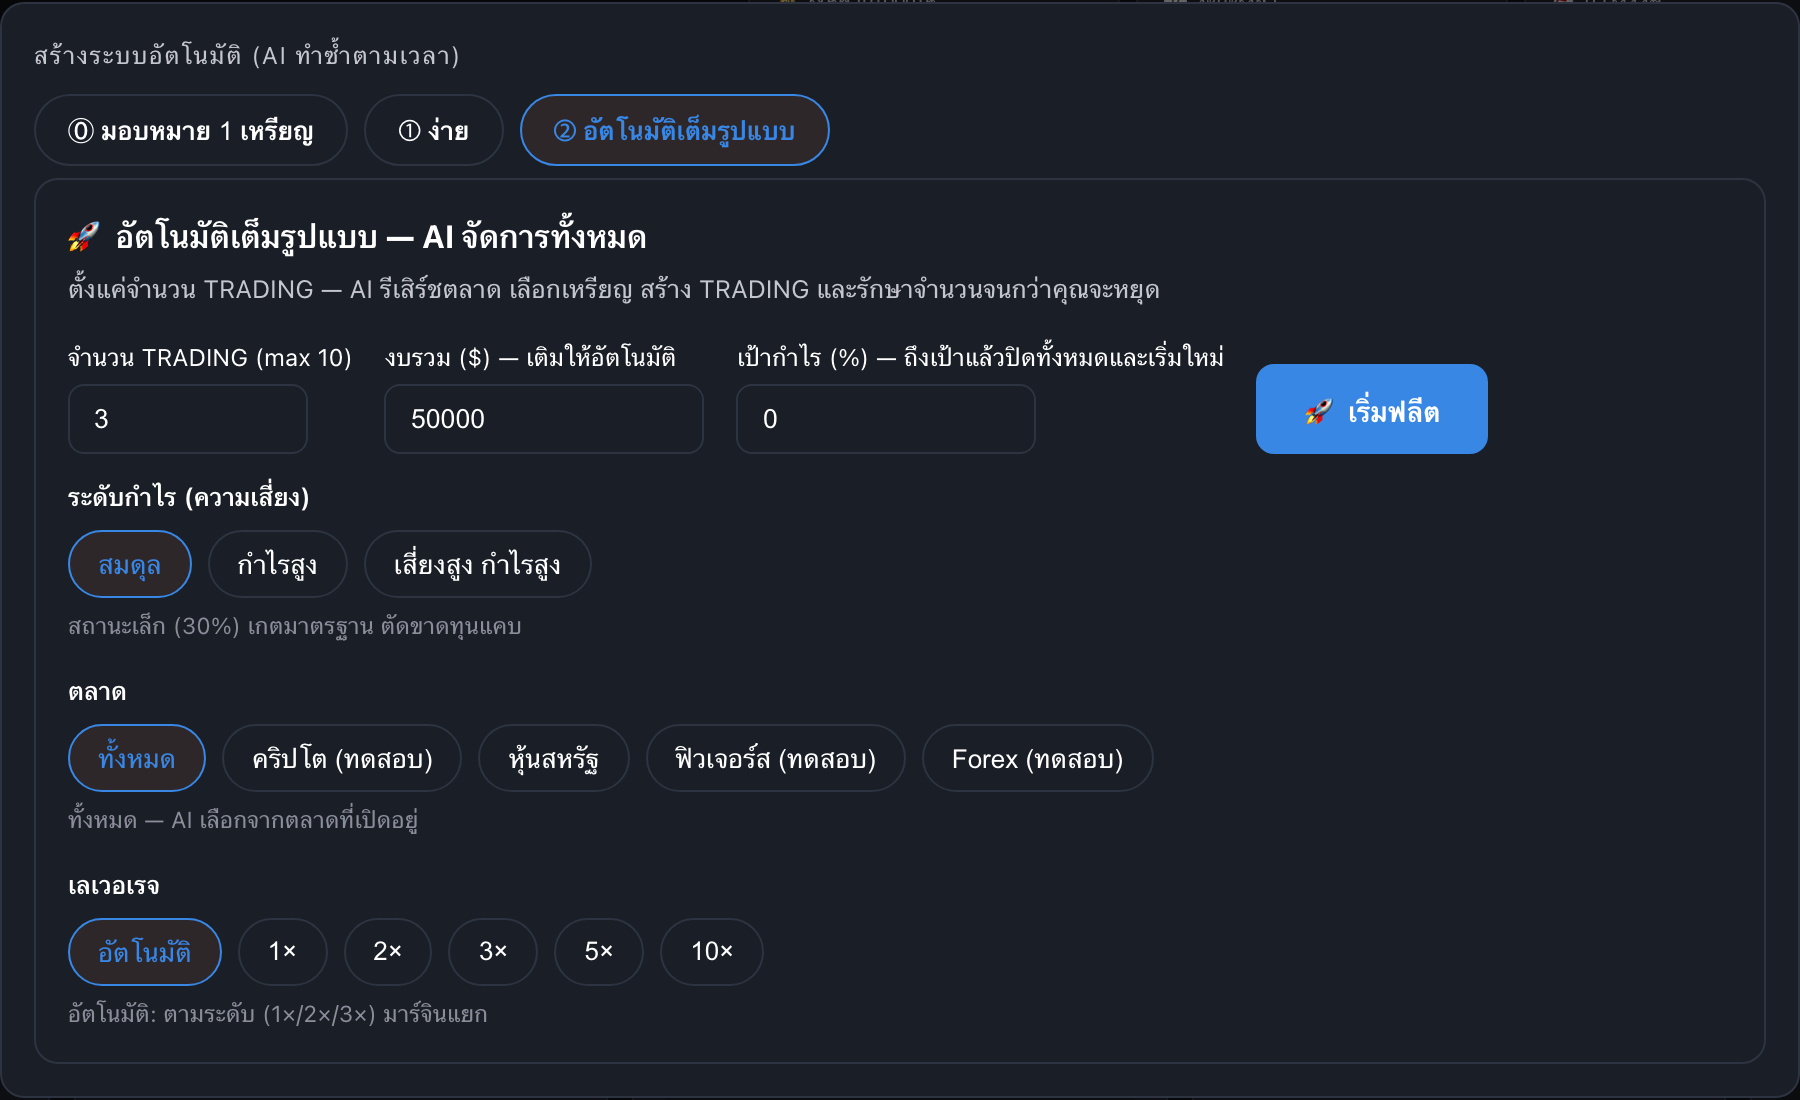 สร้างระบบอัตโนมัติ (AI ทำซ้ำตามเวลา)
⓪ มอบหมาย 1 เหรียญ
① ง่าย
② อัตโนมัติเต็มรูปแบบ
🚀 อัตโนมัติเต็มรูปแบบ — AI จัดการทั้งหมด
ตั้งแค่จำนวน TRADING — AI รีเสิร์ชตลาด เลือกเหรียญ สร้าง TRADING และรักษาจำนวนจนกว่าคุณจะหยุด
จำนวน TRADING (max 10)
3
งบรวม ($) — เติมให้อัตโนมัติ
50000
เป้ากำไร (%) — ถึงเป้าแล้วปิดทั้งหมดและเริ่มใหม่
0
🚀 เริ่มฟลีต
ระดับกำไร (ความเสี่ยง)
สมดุล
กำไรสูง
เสี่ยงสูง กำไรสูง
สถานะเล็ก (30%) เกตมาตรฐาน ตัดขาดทุนแคบ
ตลาด
ทั้งหมด
คริปโต (ทดสอบ)
หุ้นสหรัฐ
ฟิวเจอร์ส (ทดสอบ)
Forex (ทดสอบ)
ทั้งหมด — AI เลือกจากตลาดที่เปิดอยู่
เลเวอเรจ
อัตโนมัติ
1×
2×
3×
5×
10×
อัตโนมัติ: ตามระดับ (1×/2×/3×) มาร์จินแยก